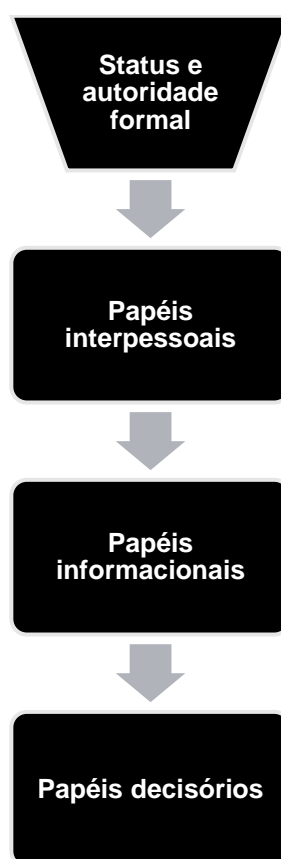 Status e
autoridade
formal
Papéis
interpessoais
Papéis
informacionais
Papéis decisórios